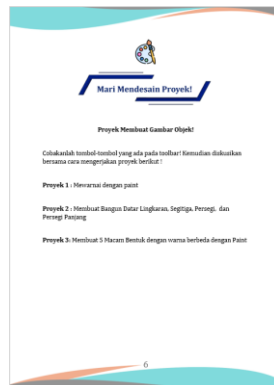 Mari Mendesain Proyek!
Proyek Membuat Gambar Objek!
Cobakanlah tombol-tombol yang ada pada toolbar! Kemudian diskusikan
bersama cara mengerjakan proyek berikut !
Proyek 1 : Mewarnai dengan paint
Proyek 2 : Membuat Bangun Datar Lingkaran, Segitiga, Persegi, dan
Persegi Panjang
Proyek 3: Membuat 5 Macam Bentuk dengan warna berbeda dengan Paint
6